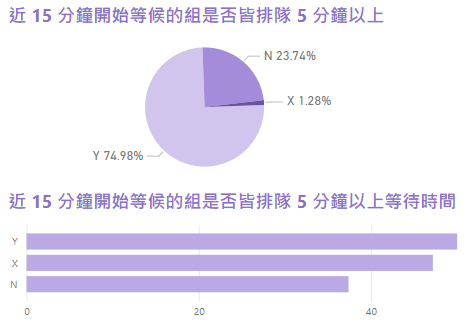 近 15 分鐘開始等候的組是否皆排隊 5 分鐘以上
N 23.74%
X 1.28%
Y 74.98%
近 15 分鐘開始等候的組是否皆排隊 5 分鐘以上等待時間
Y
X
N
0 20 40